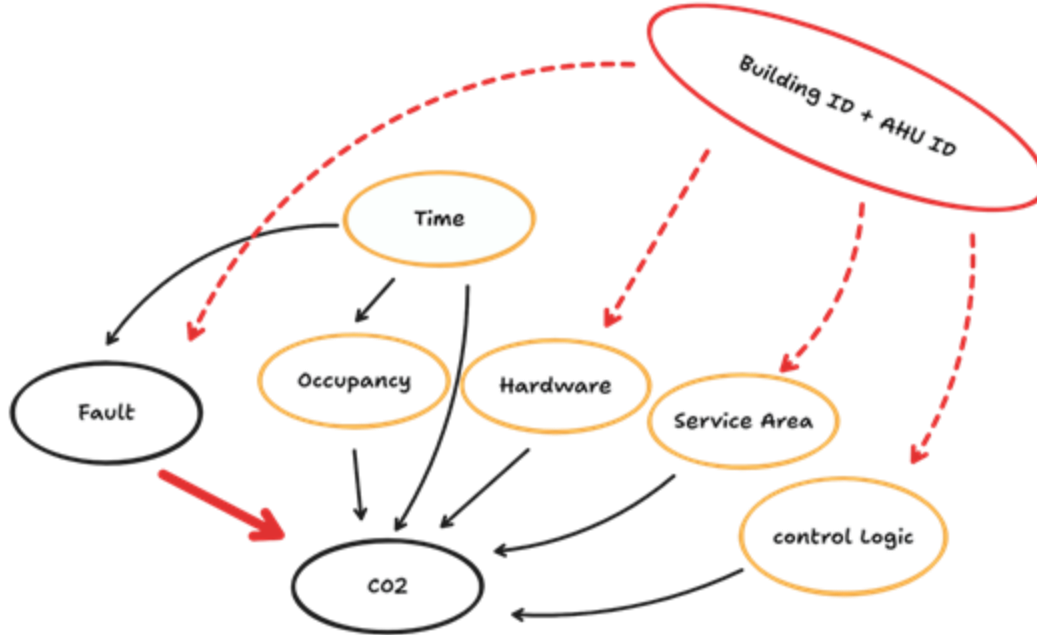 Building ID + AHU ID
Time
Occupancy
Hardware
Fault
Service Area
control Logic
CO2